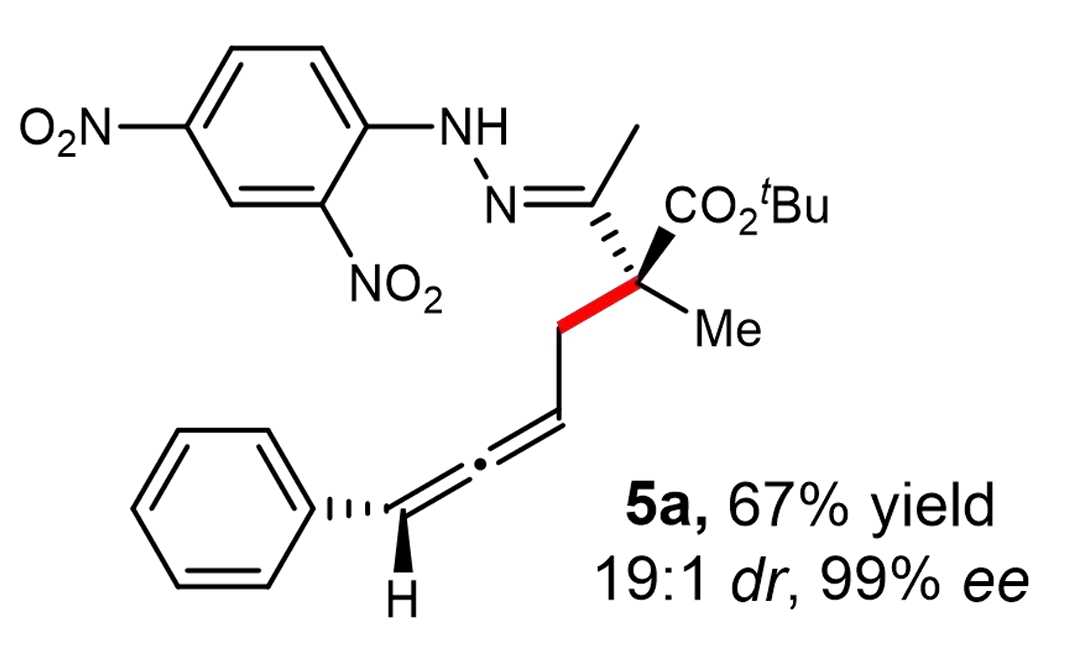 O₂N
NH
N
NO₂
CO₂ᵗBu
Me
H
5a, 67% yield
19:1 dr, 99% ee